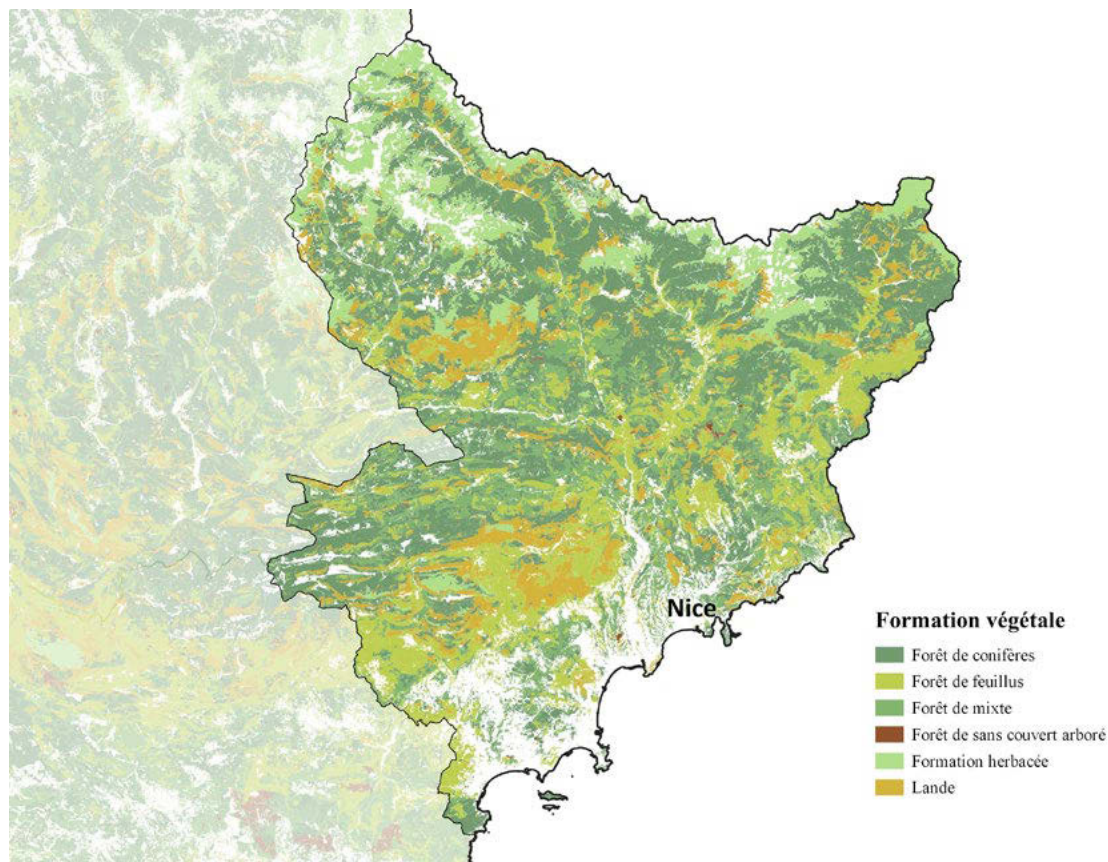 Nice
Formation végétale
Forêt de conifères
Forêt de feuillus
Forêt de mixte
Forêt de sans couvert arboré
Formation herbacée
Lande